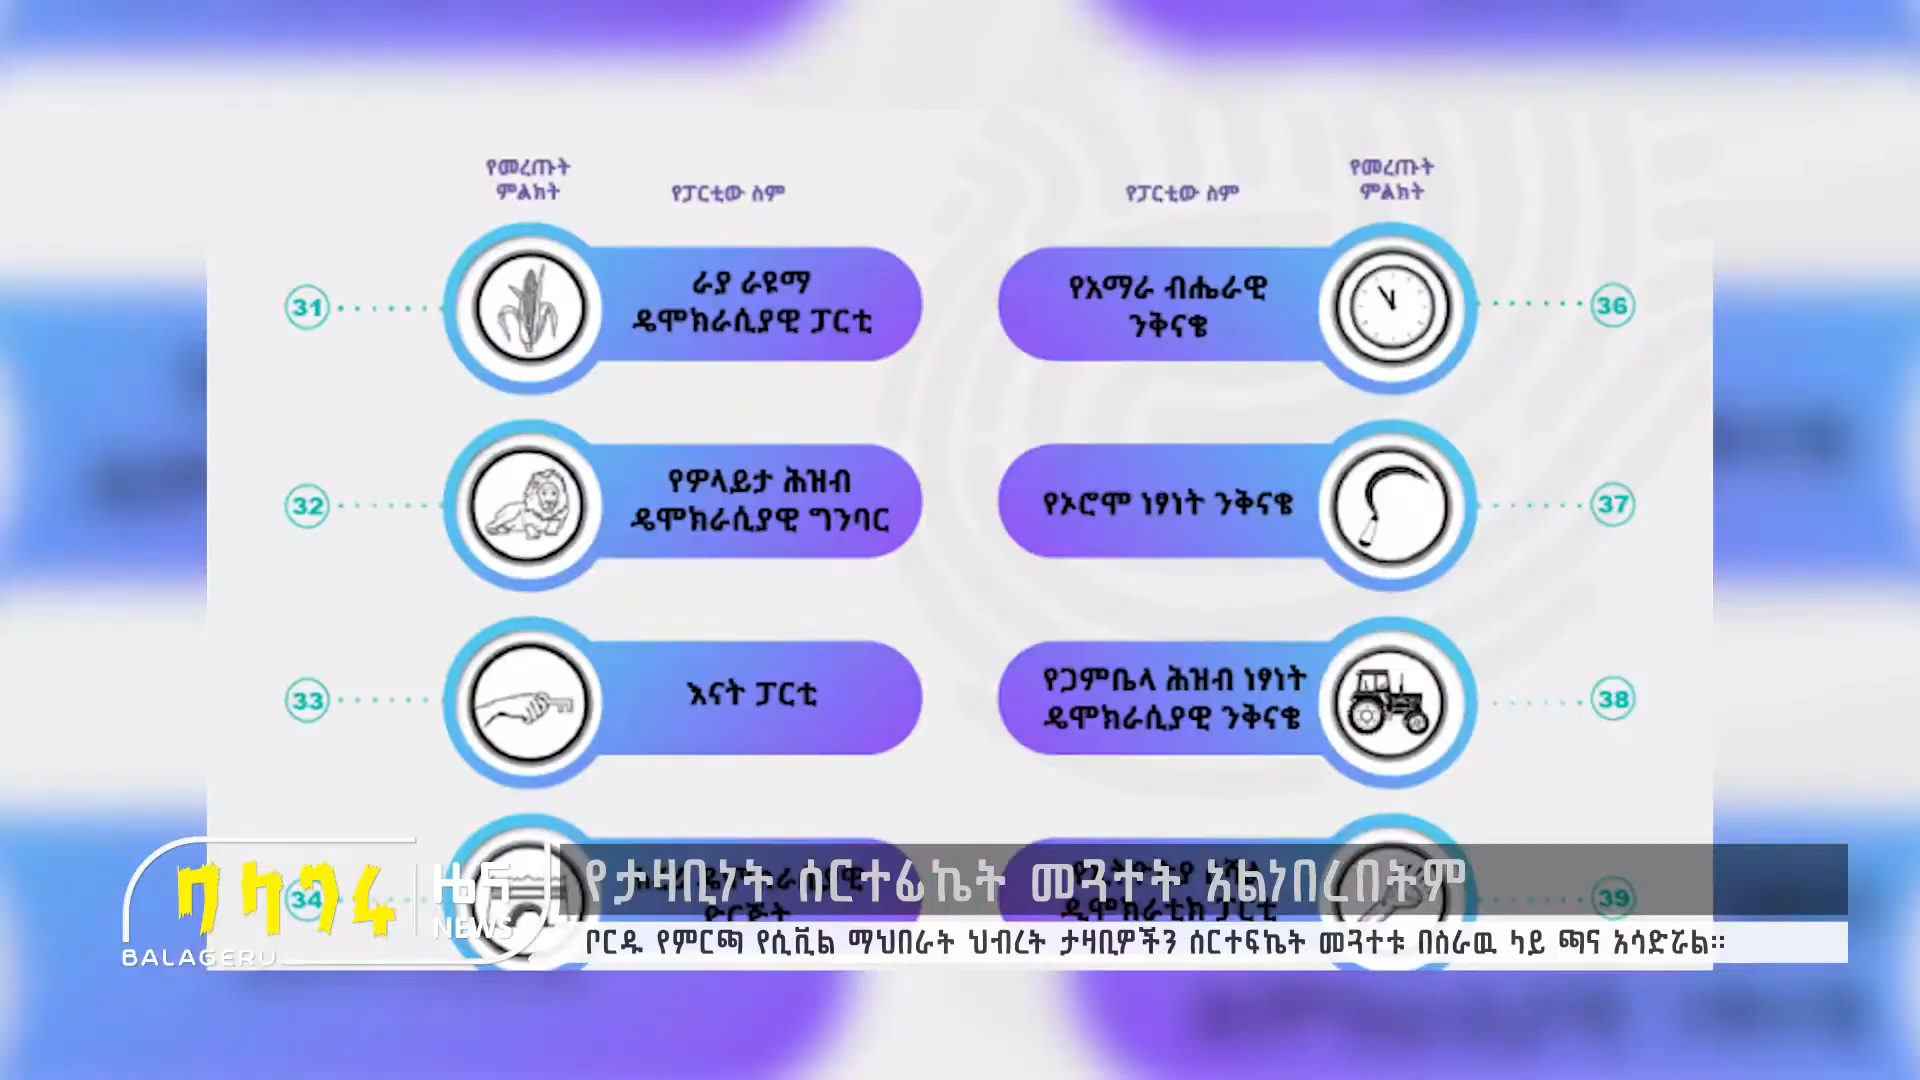 የመረጡት
ምልክት
የፓርቲው ስም
31
ራያ ራዩማ
ዴሞክራሲያዊ ፓርቲ
32
የዎላይታ ሕዝብ
ዴሞክራሲያዊ ግንባር
33
እናት ፓርቲ
34
የፓርቲው ስም
የመረጡት
ምልክት
የአማራ ብሔራዊ
ንቅናቄ
36
የኦሮሞ ነፃነት ንቅናቄ
37
የጋምቤላ ሕዝብ ነፃነት
ዴሞክራሲያዊ ንቅናቄ
38
ዲሞክራቲክ ፓርቲ
39
ባላገሩ
ዜና
NEWS
BALAGERU
የታዛቢነት ሰርተፊኬት መጓተት አልነበረበትም
ቦርዱ የምርጫ የሲቪል ማህበራት ህብረት ታዛቢዎችን ሰርተፍኬት መጓተቱ በስራዉ ላይ ጫና አሳድሯል።